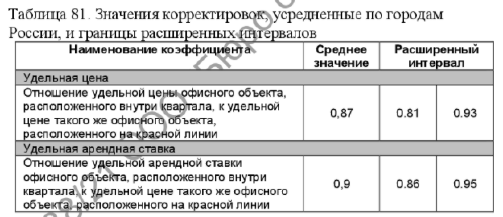 Таблица 81. Значения корректировок, усредненные по городам
России, и границы расширенных интервалов
Наименование коэффициента
Среднее значение
Расширенный интервал
Удельная цена
Отношение удельной цены офисного объекта,
расположенного внутри квартала, к удельной
цене такого же офисного объекта,
расположенного на красной линии
0,87 0.81 0.93
Удельная арендная ставка
Отношение удельной арендной ставки
офисного объекта, расположенного внутри
квартала, к удельной цене такого же офисного
объекта, расположенного на красной линии
0,9 0.86 0.95